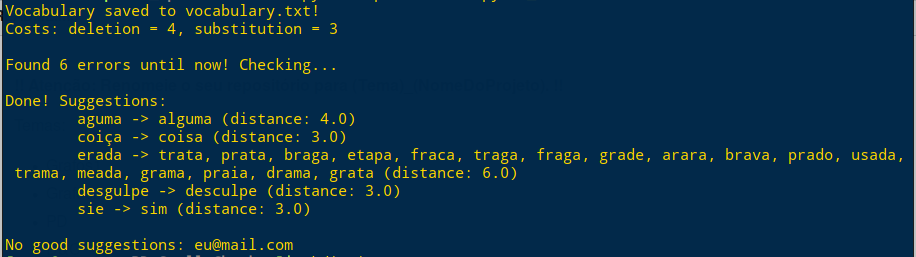 Vocabulary saved to vocabulary.txt!
Costs: deletion = 4, substitution = 3
Found 6 errors until now! Checking...
Done! Suggestions:
aguma -> alguma (distance: 4.0)
coiça -> coisa (distance: 3.0)
erada -> trata, prata, braga, etapa, fraca, traga, fraga, grade, arara, brava, prado, usada,
trama, meada, grama, praia, drama, grata (distance: 6.0)
desgulpe -> desculpe (distance: 3.0)
sie -> sim (distance: 3.0)
No good suggestions: eu@mail.com